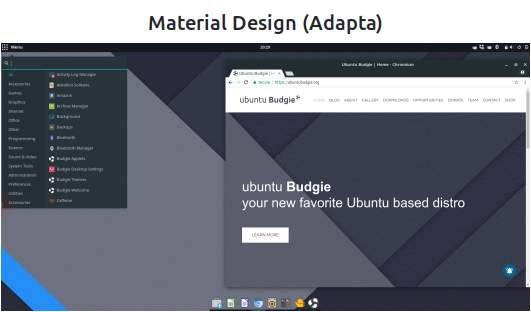 Material Design (Adapta)
Menu
20:29
All
Accessories
Games
Graphics
Internet
Office
Other
Programming
Science
Sound & Video
System Tools
Administration
Preferences
Utilities
Accessories
Activity Log Manager
AisleRiot Solitaire
Amazon
Archive Manager
Background
Backups
Bluetooth
Bluetooth Manager
Budgie Applets
Budgie Desktop Settings
Budgie Themes
Budgie Welcome
Caffeine
Ubuntu Budgie | Home - Chromium
Ubuntu Budgie | H
Secure https://ubuntubudgie.org
ubuntu Budgie
HOME BLOG ABOUT GALLERY DOWNLOADS OPPORTUNITIES DONATE TEAM CONTACT SHOP
ubuntu Budgie
your new favorite Ubuntu based distro
LEARN MORE